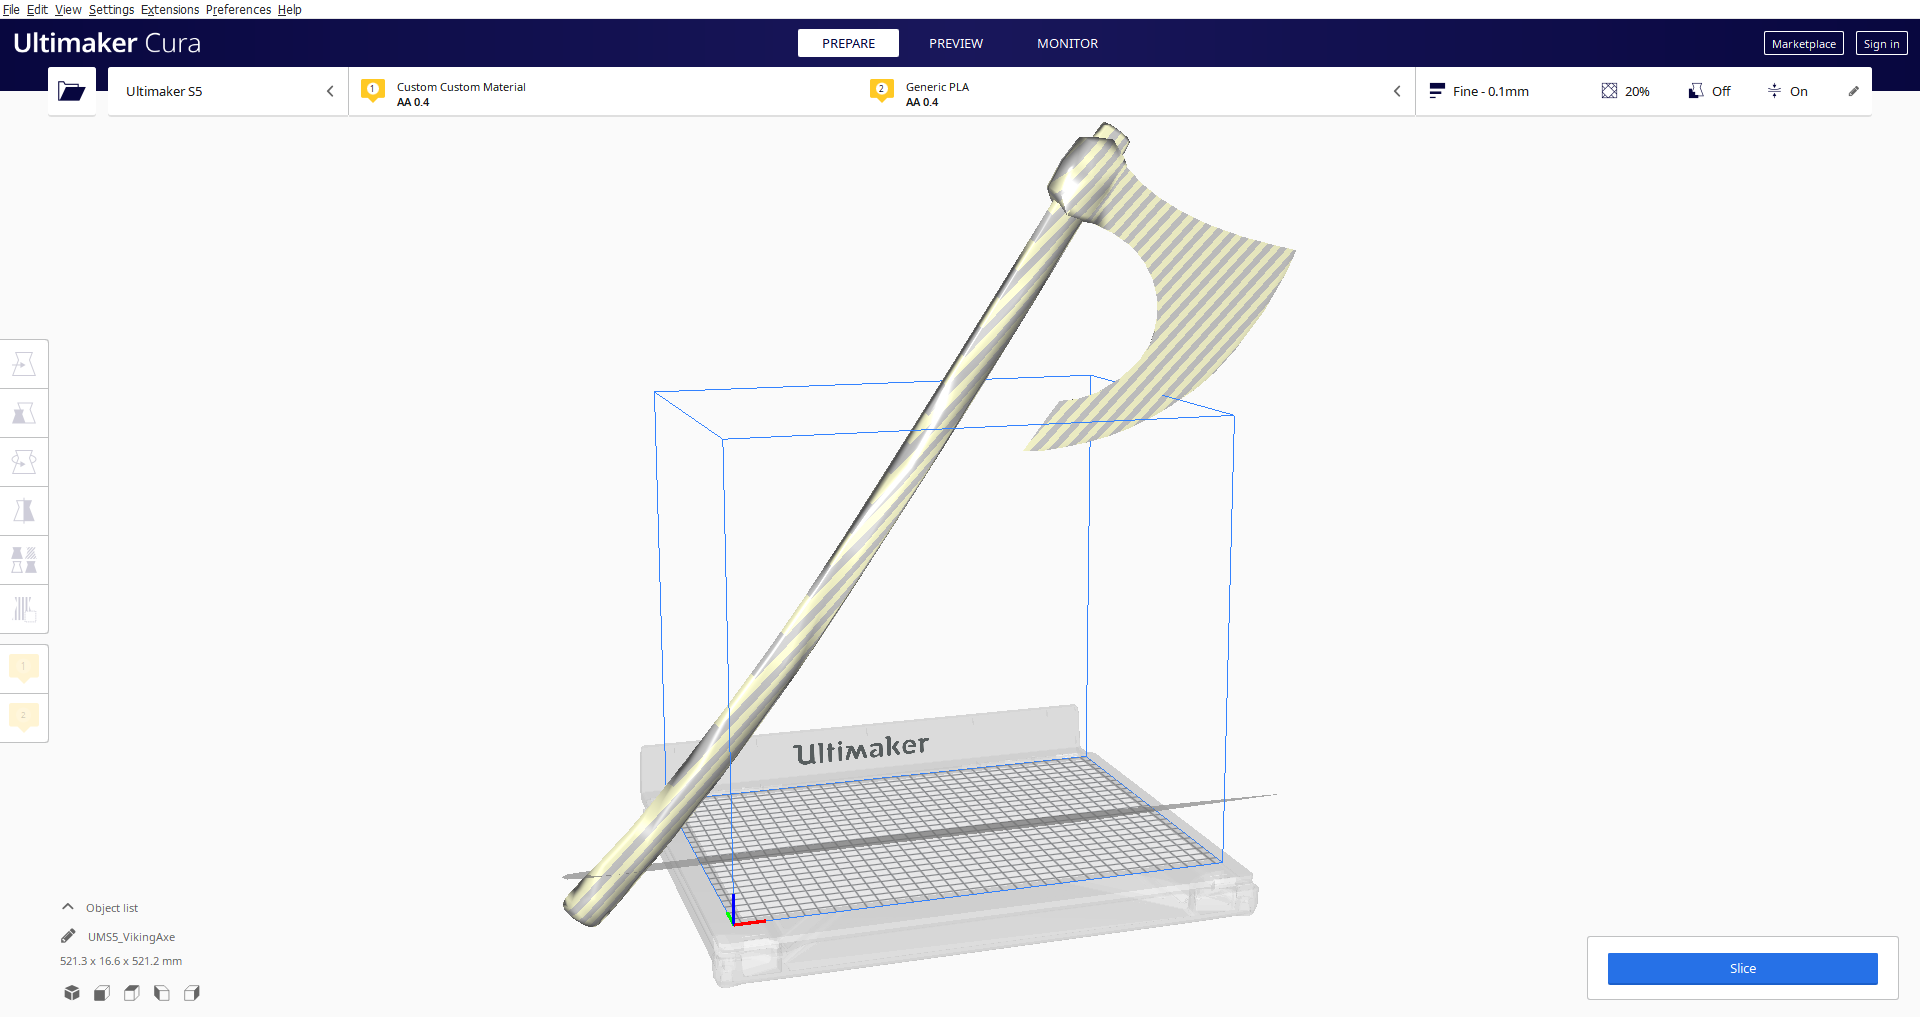 File Edit View Settings Extensions Preferences Help
Ultimaker Cura
PREPARE
PREVIEW
MONITOR
Marketplace
Sign in
Ultimaker S5
1
Custom Custom Material
AA 0.4
2
Generic PLA
AA 0.4
Fine - 0.1mm
20%
Off
On
Ultimaker
1
2
Object list
UMS5_VikingAxe
521.3 x 16.6 x 521.2 mm
Slice